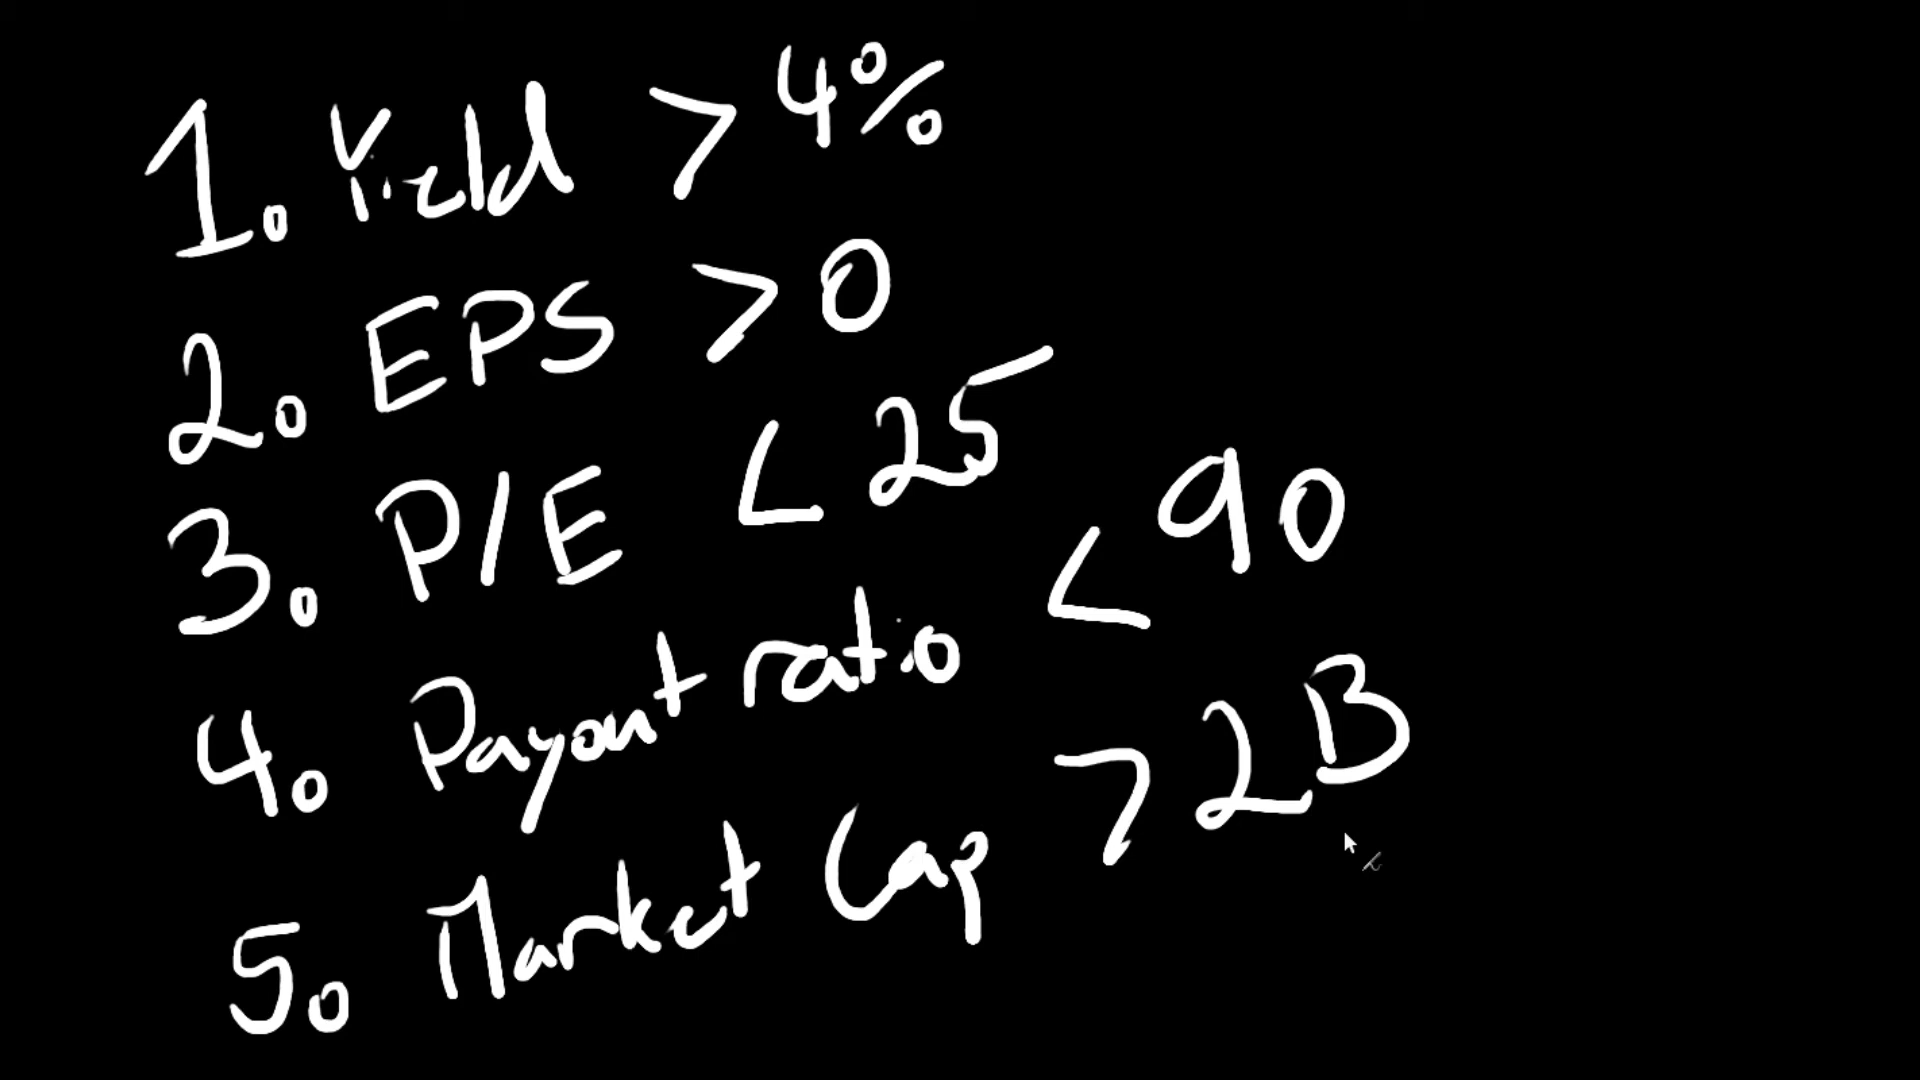 1. Yield > 4%
2. EPS > 0
3. P/E < 25
4. Payout ratio < 90
5. Market Cap > 2B